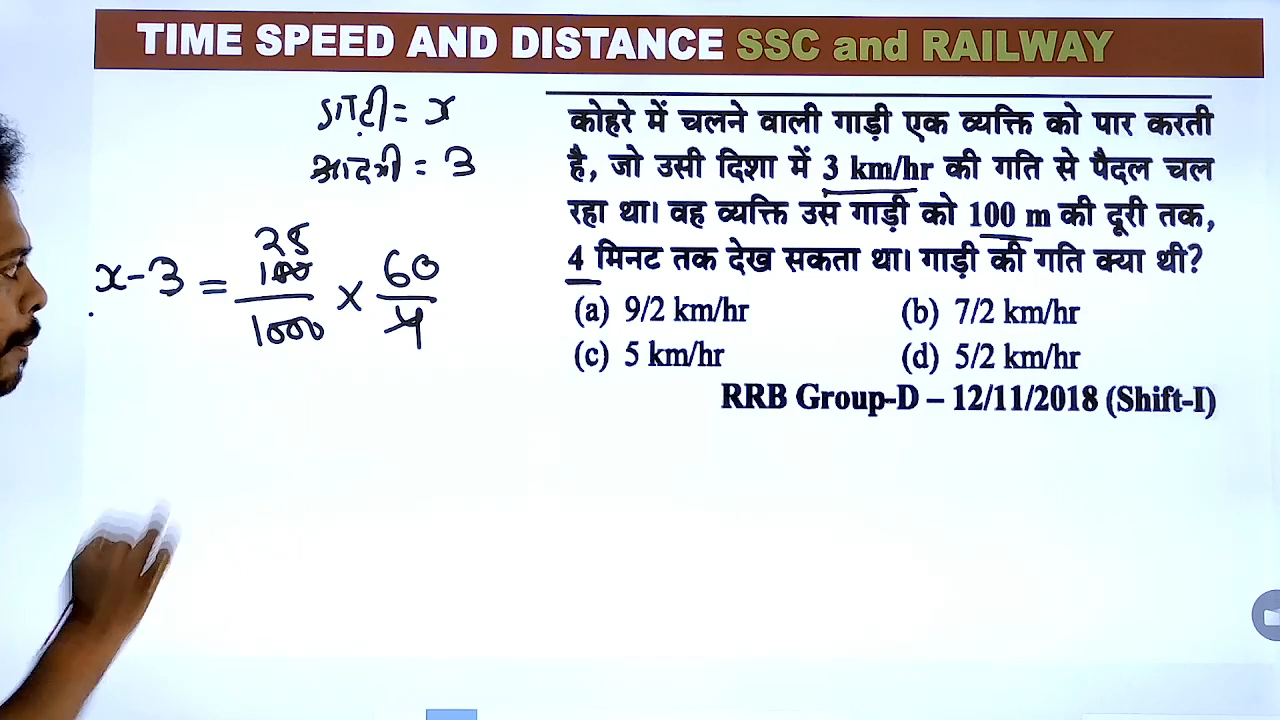 TIME SPEED AND DISTANCE SSC and RAILWAY
गाड़ी = x
आदमी = 3
x - 3 = 100/1000 × 60/4
25
कोहरे में चलने वाली गाड़ी एक व्यक्ति को पार करती
है, जो उसी दिशा में 3 km/hr की गति से पैदल चल
रहा था। वह व्यक्ति उस गाड़ी को 100 m की दूरी तक,
4 मिनट तक देख सकता था। गाड़ी की गति क्या थी?
(a) 9/2 km/hr (b) 7/2 km/hr
(c) 5 km/hr (d) 5/2 km/hr
RRB Group-D – 12/11/2018 (Shift-I)